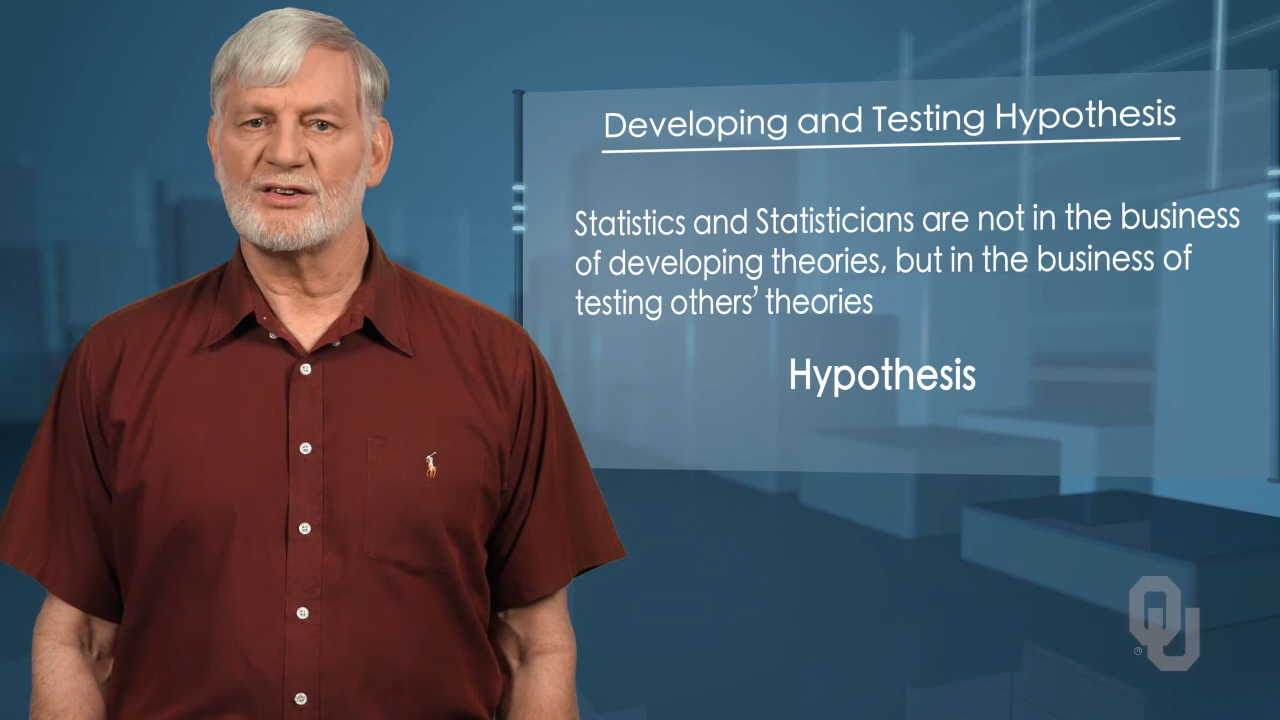 Developing and Testing Hypothesis
Statistics and Statisticians are not in the business
of developing theories, but in the business of
testing others’ theories
Hypothesis
OU
®